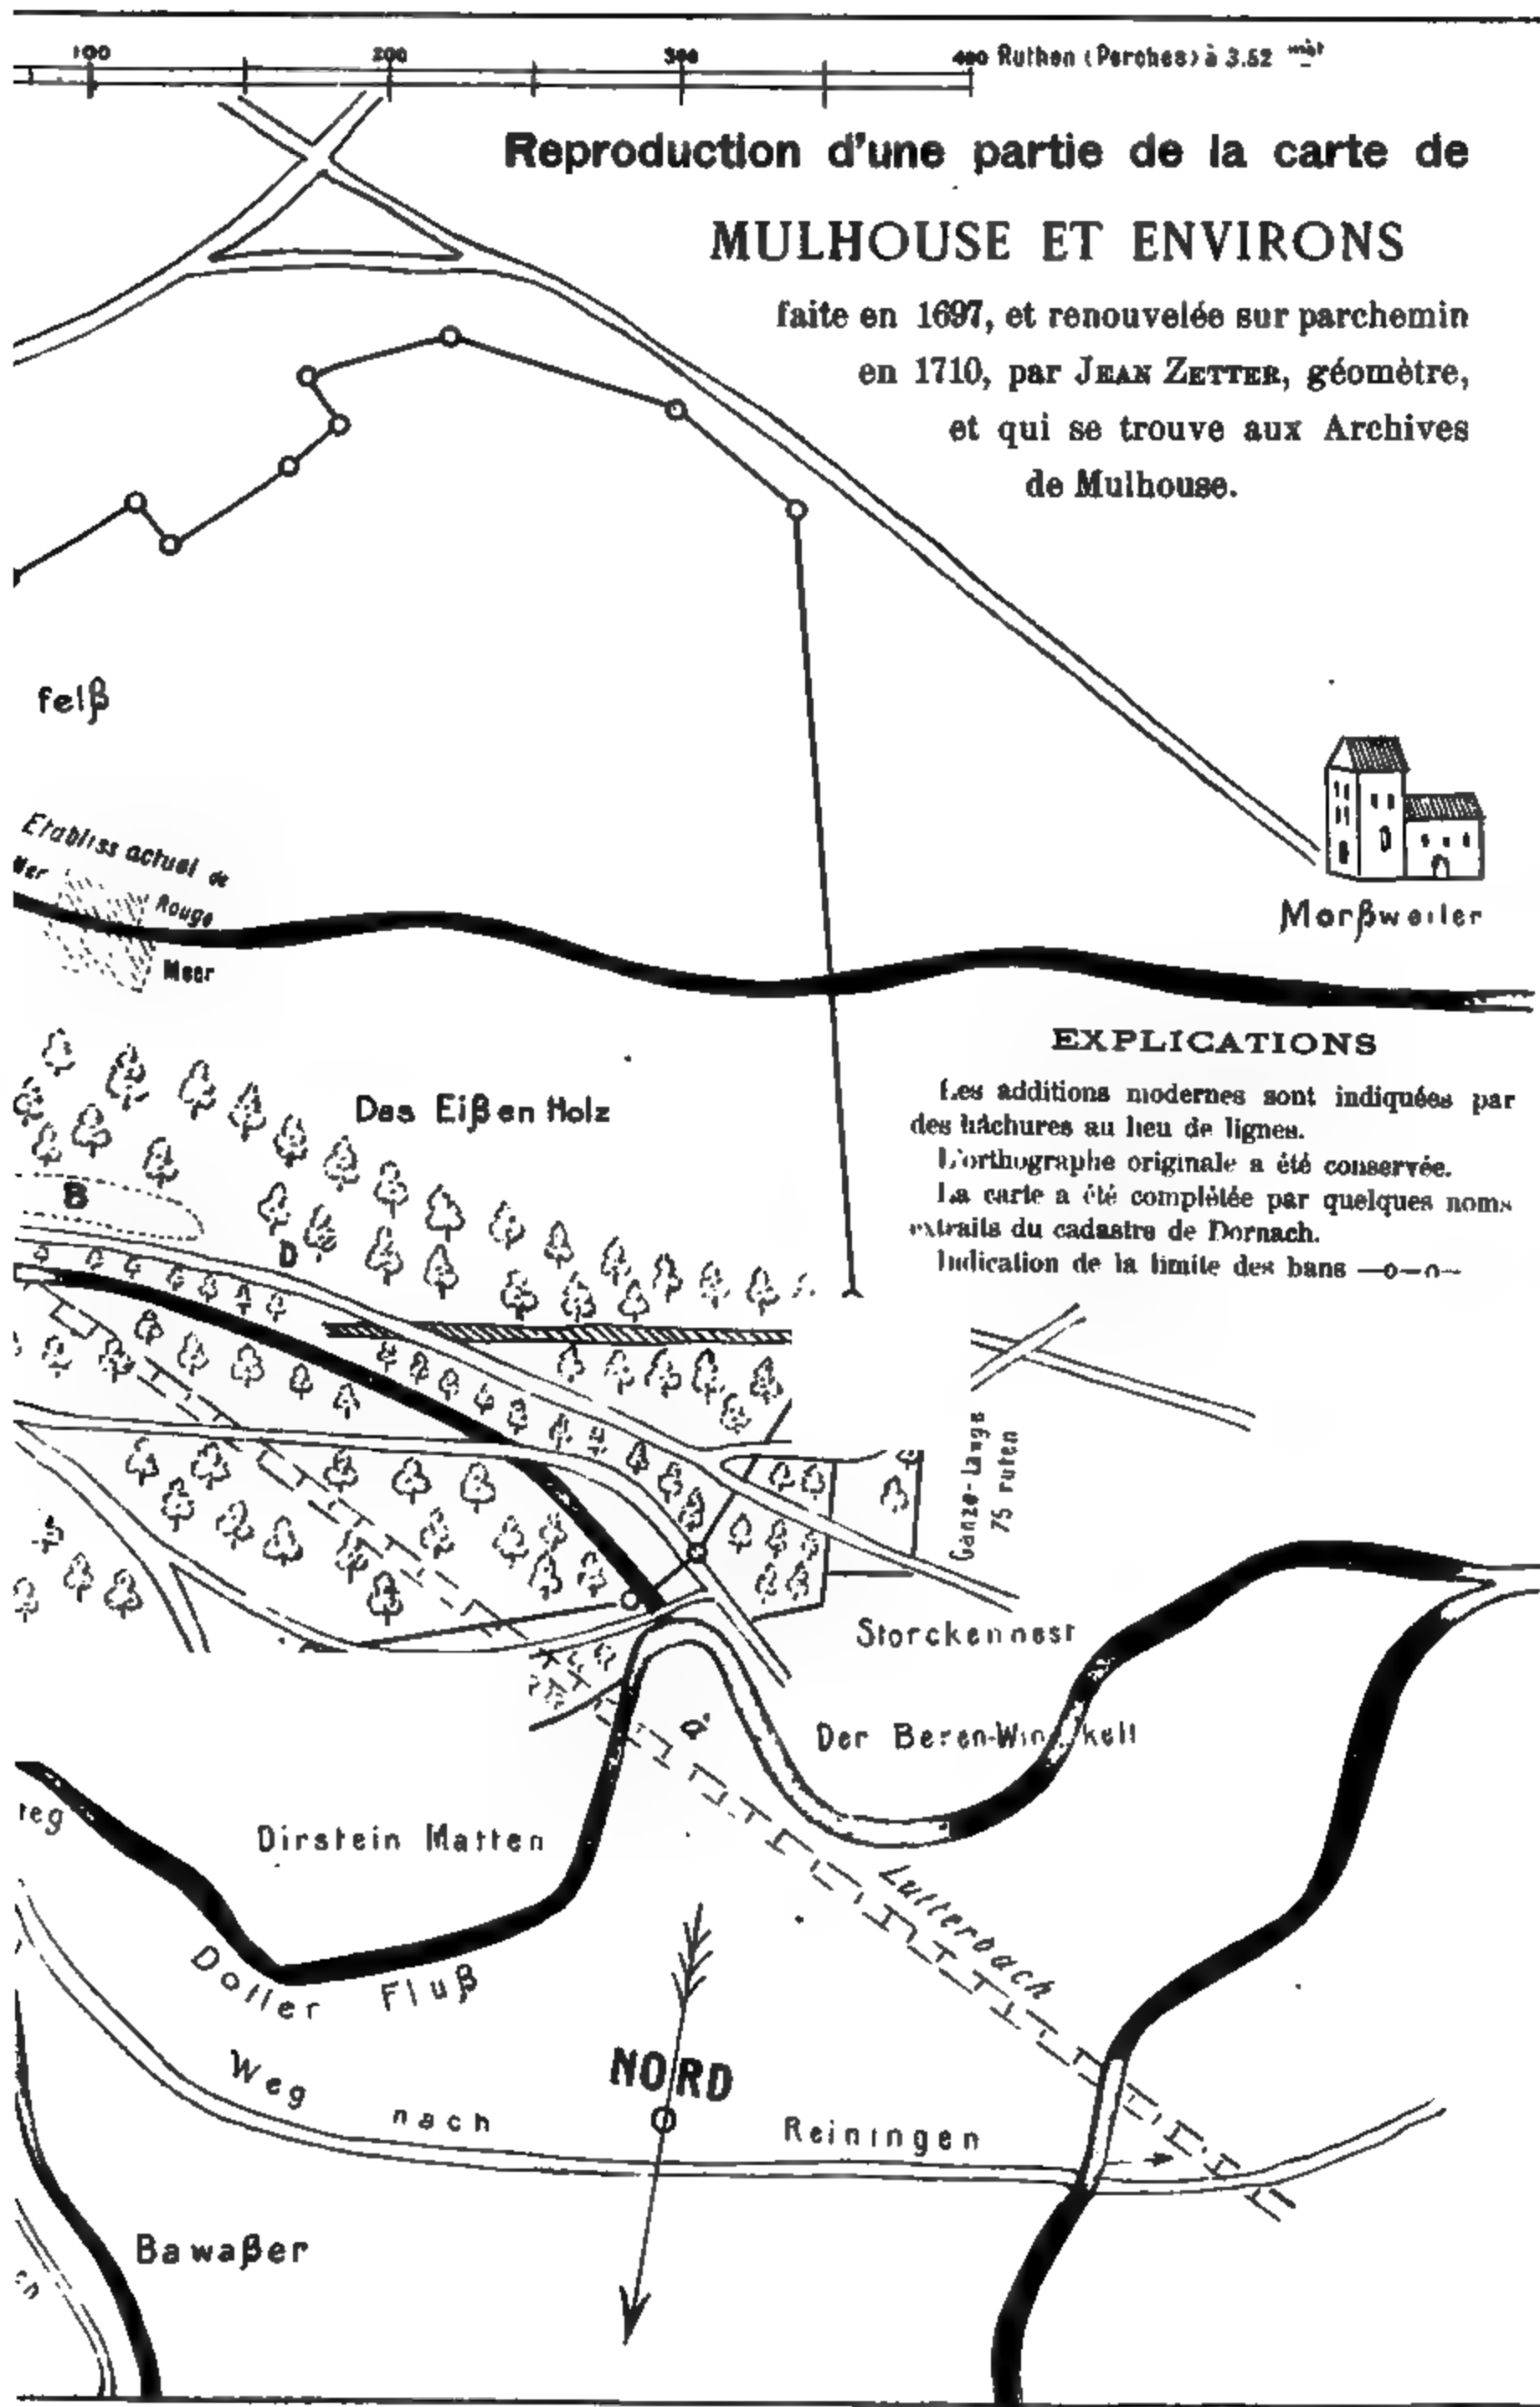 100 200 300 400 Ruthen (Perches) à 3.52 mèt
Reproduction d'une partie de la carte de
MULHOUSE ET ENVIRONS
faite en 1697, et renouvelée sur parchemin
en 1710, par JEAN ZETTER, géomètre,
et qui se trouve aux Archives
de Mulhouse.
felß
Etabliss actuel de
Mer Rouge
Meer
Morßweiler
EXPLICATIONS
Les additions modernes sont indiquées par
des hâchures au lieu de lignes.
L'orthographe originale a été conservée.
La carte a été complétée par quelques noms
extraits du cadastre de Dornach.
Indication de la limite des bans
Das Eißen Holz
B
D
Ganze-Lange
75 ruten
Storckennest
Der Beren-Winckell
reg
Dirstein Matten
Lutterbach
Doller Fluß
NORD
Weg nach Reiningen
Bawaßer